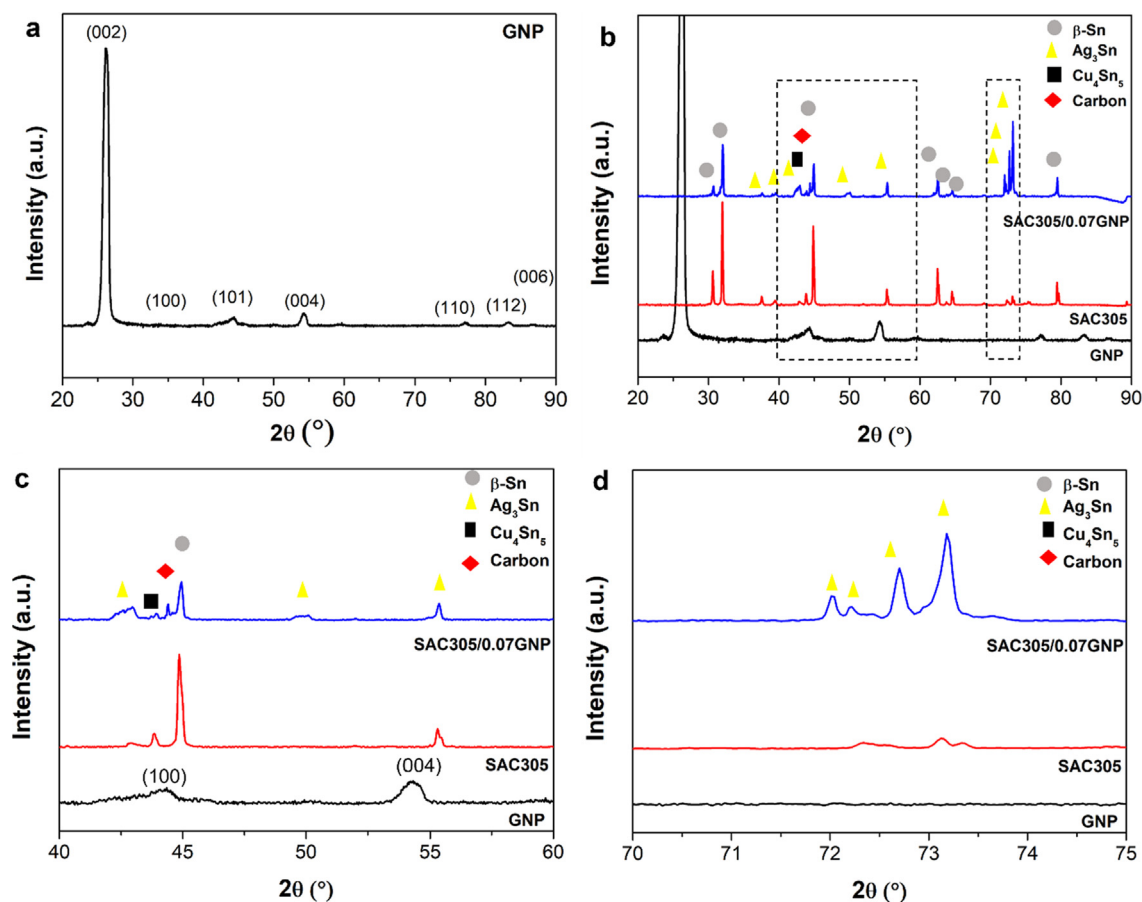 a
GNP
(002)
(100)
(101)
(004)
(110)
(112)
(006)
Intensity (a.u.)
20 30 40 50 60 70 80 90
2θ (°)
b
β-Sn
Ag₃Sn
Cu₄Sn₅
Carbon
SAC305/0.07GNP
SAC305
GNP
Intensity (a.u.)
20 30 40 50 60 70 80 90
2θ (°)
c
β-Sn
Ag₃Sn
Cu₄Sn₅
Carbon
SAC305/0.07GNP
SAC305
(100)
(004)
GNP
Intensity (a.u.)
40 45 50 55 60
2θ (°)
d
β-Sn
Ag₃Sn
Cu₄Sn₅
Carbon
SAC305/0.07GNP
SAC305
GNP
Intensity (a.u.)
70 71 72 73 74 75
2θ (°)